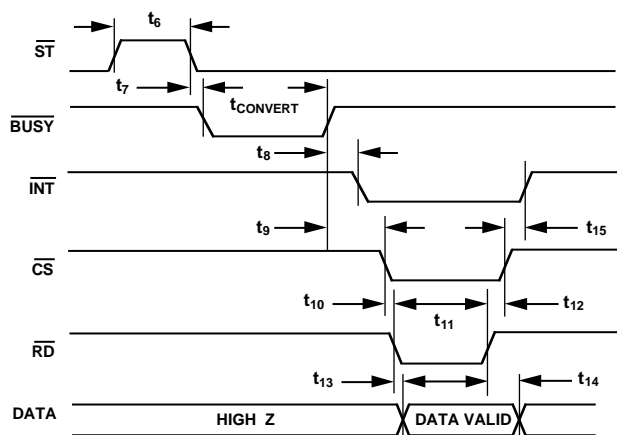 t6
ST
t7
tCONVERT
BUSY
t8
INT
t9
t15
CS
t10
t11
t12
RD
t13
t14
DATA
HIGH Z
DATA VALID